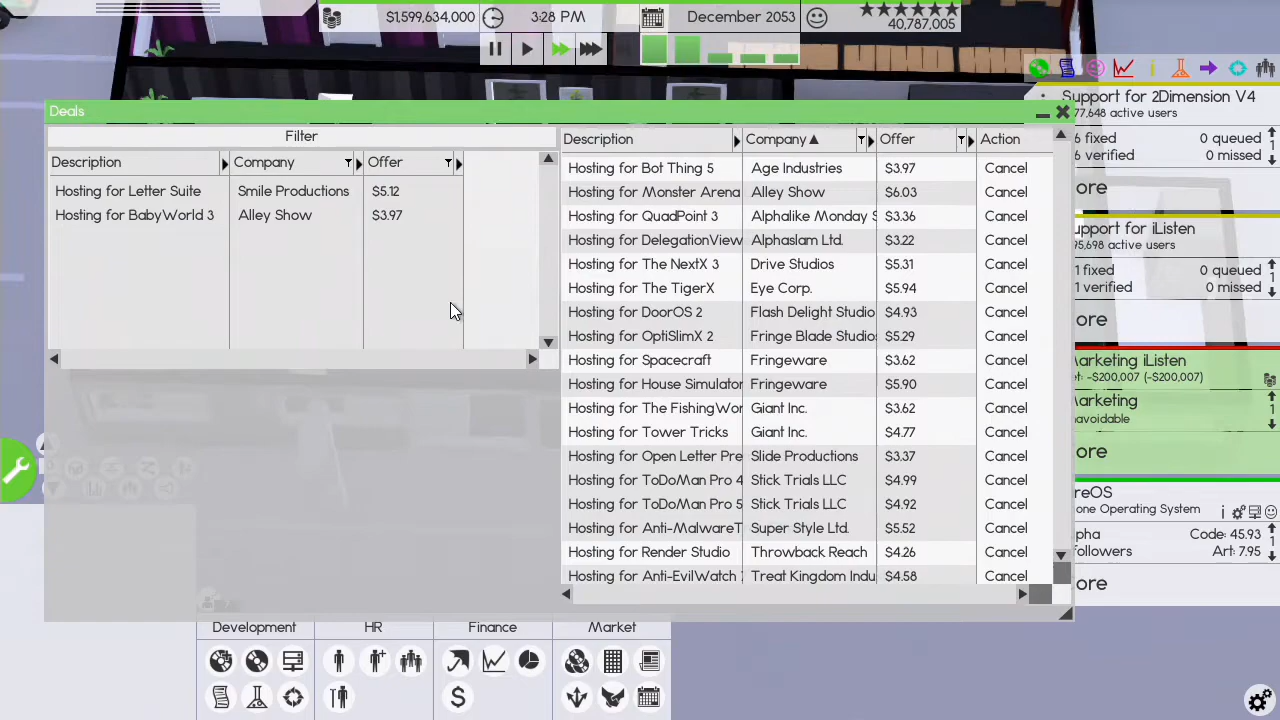 $1,599,634,000 3:28 PM December 2053 40,787,005
Deals
Filter
Description Company Offer
Hosting for Letter Suite Smile Productions $5.12
Hosting for BabyWorld 3 Alley Show $3.97
Description Company Offer Action
Hosting for Bot Thing 5 Age Industries $3.97 Cancel
Hosting for Monster Arena Alley Show $6.03 Cancel
Hosting for QuadPoint 3 Alphalike Monday S $3.36 Cancel
Hosting for DelegationView Alphaslam Ltd. $3.22 Cancel
Hosting for The NextX 3 Drive Studios $5.31 Cancel
Hosting for The TigerX Eye Corp. $5.94 Cancel
Hosting for DoorOS 2 Flash Delight Studio $4.93 Cancel
Hosting for OptiSlimX 2 Fringe Blade Studios $5.29 Cancel
Hosting for Spacecraft Fringeware $3.62 Cancel
Hosting for House Simulator Fringeware $5.90 Cancel
Hosting for The FishingWor Giant Inc. $3.62 Cancel
Hosting for Tower Tricks Giant Inc. $4.77 Cancel
Hosting for Open Letter Pre Slide Productions $3.37 Cancel
Hosting for ToDoMan Pro 4 Stick Trials LLC $4.99 Cancel
Hosting for ToDoMan Pro 5 Stick Trials LLC $4.92 Cancel
Hosting for Anti-MalwareT Super Style Ltd. $5.52 Cancel
Hosting for Render Studio Throwback Reach $4.26 Cancel
Hosting for Anti-EvilWatch Treat Kingdom Indu $4.58 Cancel
Support for 2Dimension V4
77,648 active users
6 fixed 0 queued
6 verified 0 missed
1
ore
upport for iListen
95,698 active users
1 fixed 0 queued
1 verified 0 missed
1
ore
arketing iListen
et: -$200,007 (-$200,007)
arketing
navoidable
1
ore
reOS
one Operating System
pha Code: 45.93
ollowers Art: 7.95
1
ore
Development HR Finance Market